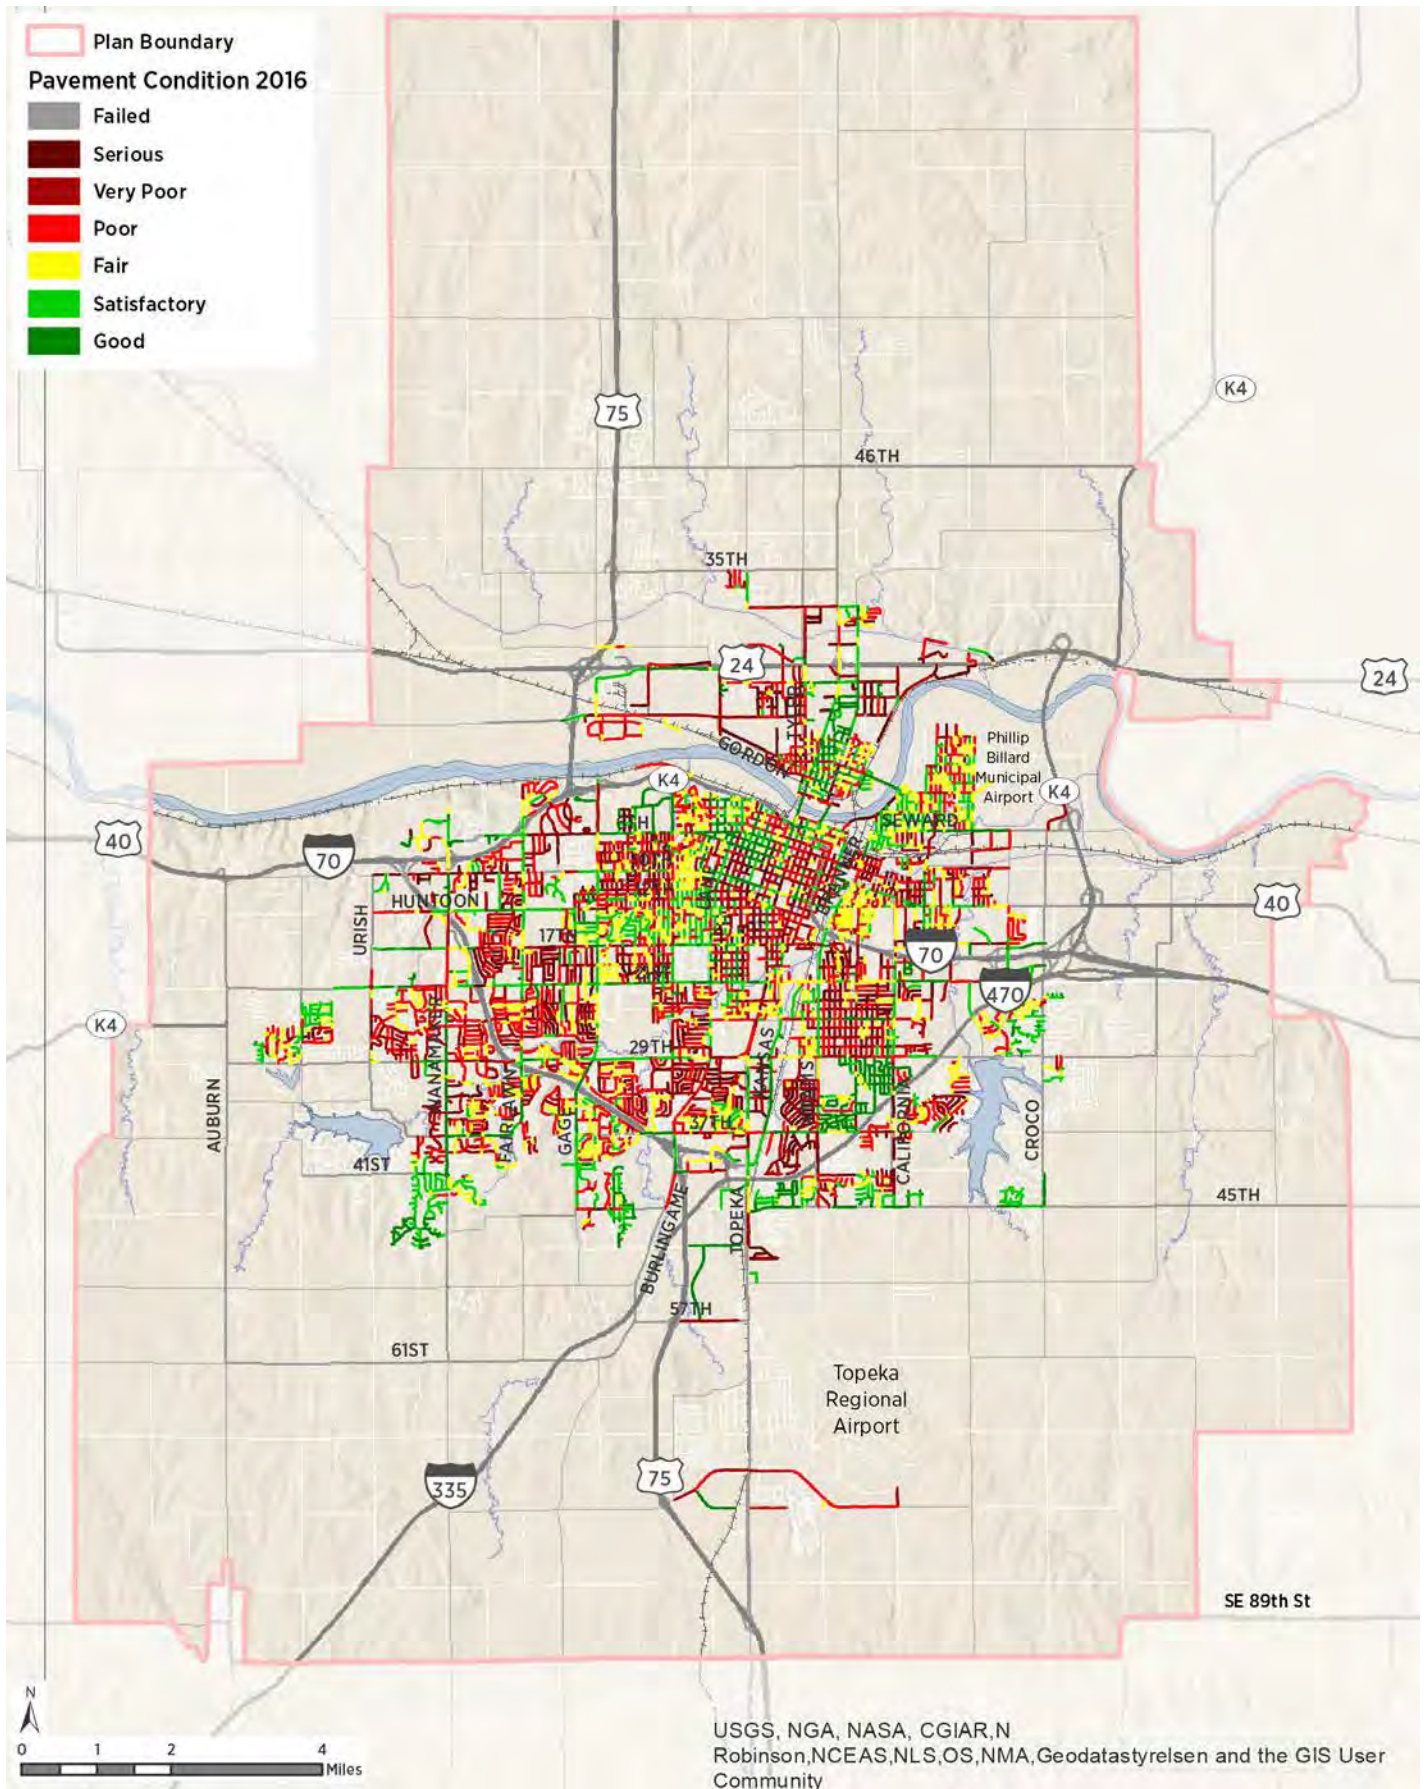 Plan Boundary
Pavement Condition 2016
Failed
Serious
Very Poor
Poor
Fair
Satisfactory
Good
75
K4
46TH
35TH
24
24
TYLER
GORDON
Phillip
Billard
Municipal
Airport
K4
K4
40
70
SEWARD
BRANNER
HUNTOON
40
URISH
17TH
70
470
K4
29TH
WANAMAKER
KANSAS
AUBURN
FAIRLAWN
GAGE
37TH
CALIFORNIA
CROCO
41ST
45TH
BURLINGAME
TOPEKA
57TH
61ST
Topeka
Regional
Airport
335
75
SE 89th St
N
0 1 2 4
Miles
USGS, NGA, NASA, CGIAR,N
Robinson,NCEAS,NLS,OS,NMA,Geodatastyrelsen and the GIS User
Community